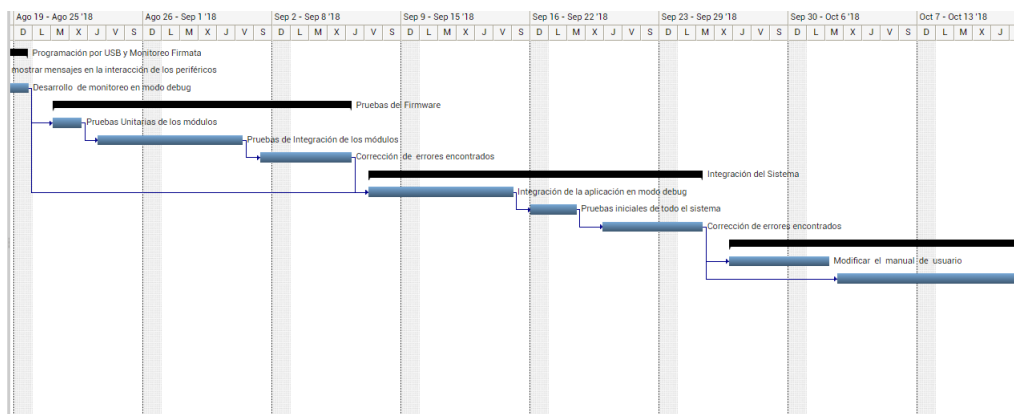 Ago 19 - Ago 25 '18 Ago 26 - Sep 1 '18 Sep 2 - Sep 8 '18 Sep 9 - Sep 15 '18 Sep 16 - Sep 22 '18 Sep 23 - Sep 29 '18 Sep 30 - Oct 6 '18 Oct 7 - Oct 13 '18
D L M X J V S D L M X J V S D L M X J V S D L M X J V S D L M X J V S D L M X J V S D L M X J V S D L M X J
Programación por USB y Monitoreo Firmata
mostrar mensajes en la interacción de los periféricos
Desarrollo de monitoreo en modo debug
Pruebas del Firmware
Pruebas Unitarias de los módulos
Pruebas de Integración de los módulos
Corrección de errores encontrados
Integración del Sistema
Integración de la aplicación en modo debug
Pruebas iniciales de todo el sistema
Corrección de errores encontrados
Modificar el manual de usuario